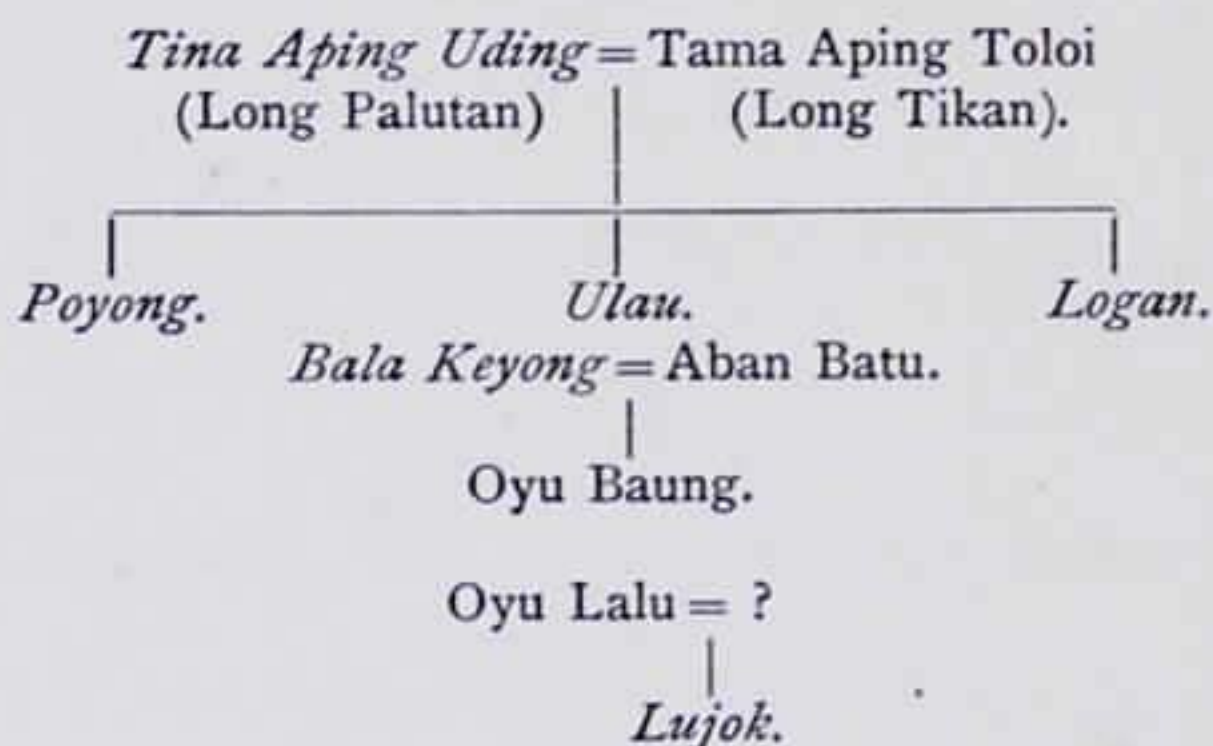 Tina Aping Uding = Tama Aping Toloi
(Long Palutan) (Long Tikan).
Poyong. Ulau. Logan.
Bala Keyong = Aban Batu.
Oyu Baung.
Oyu Lalu = ?
Lujok.